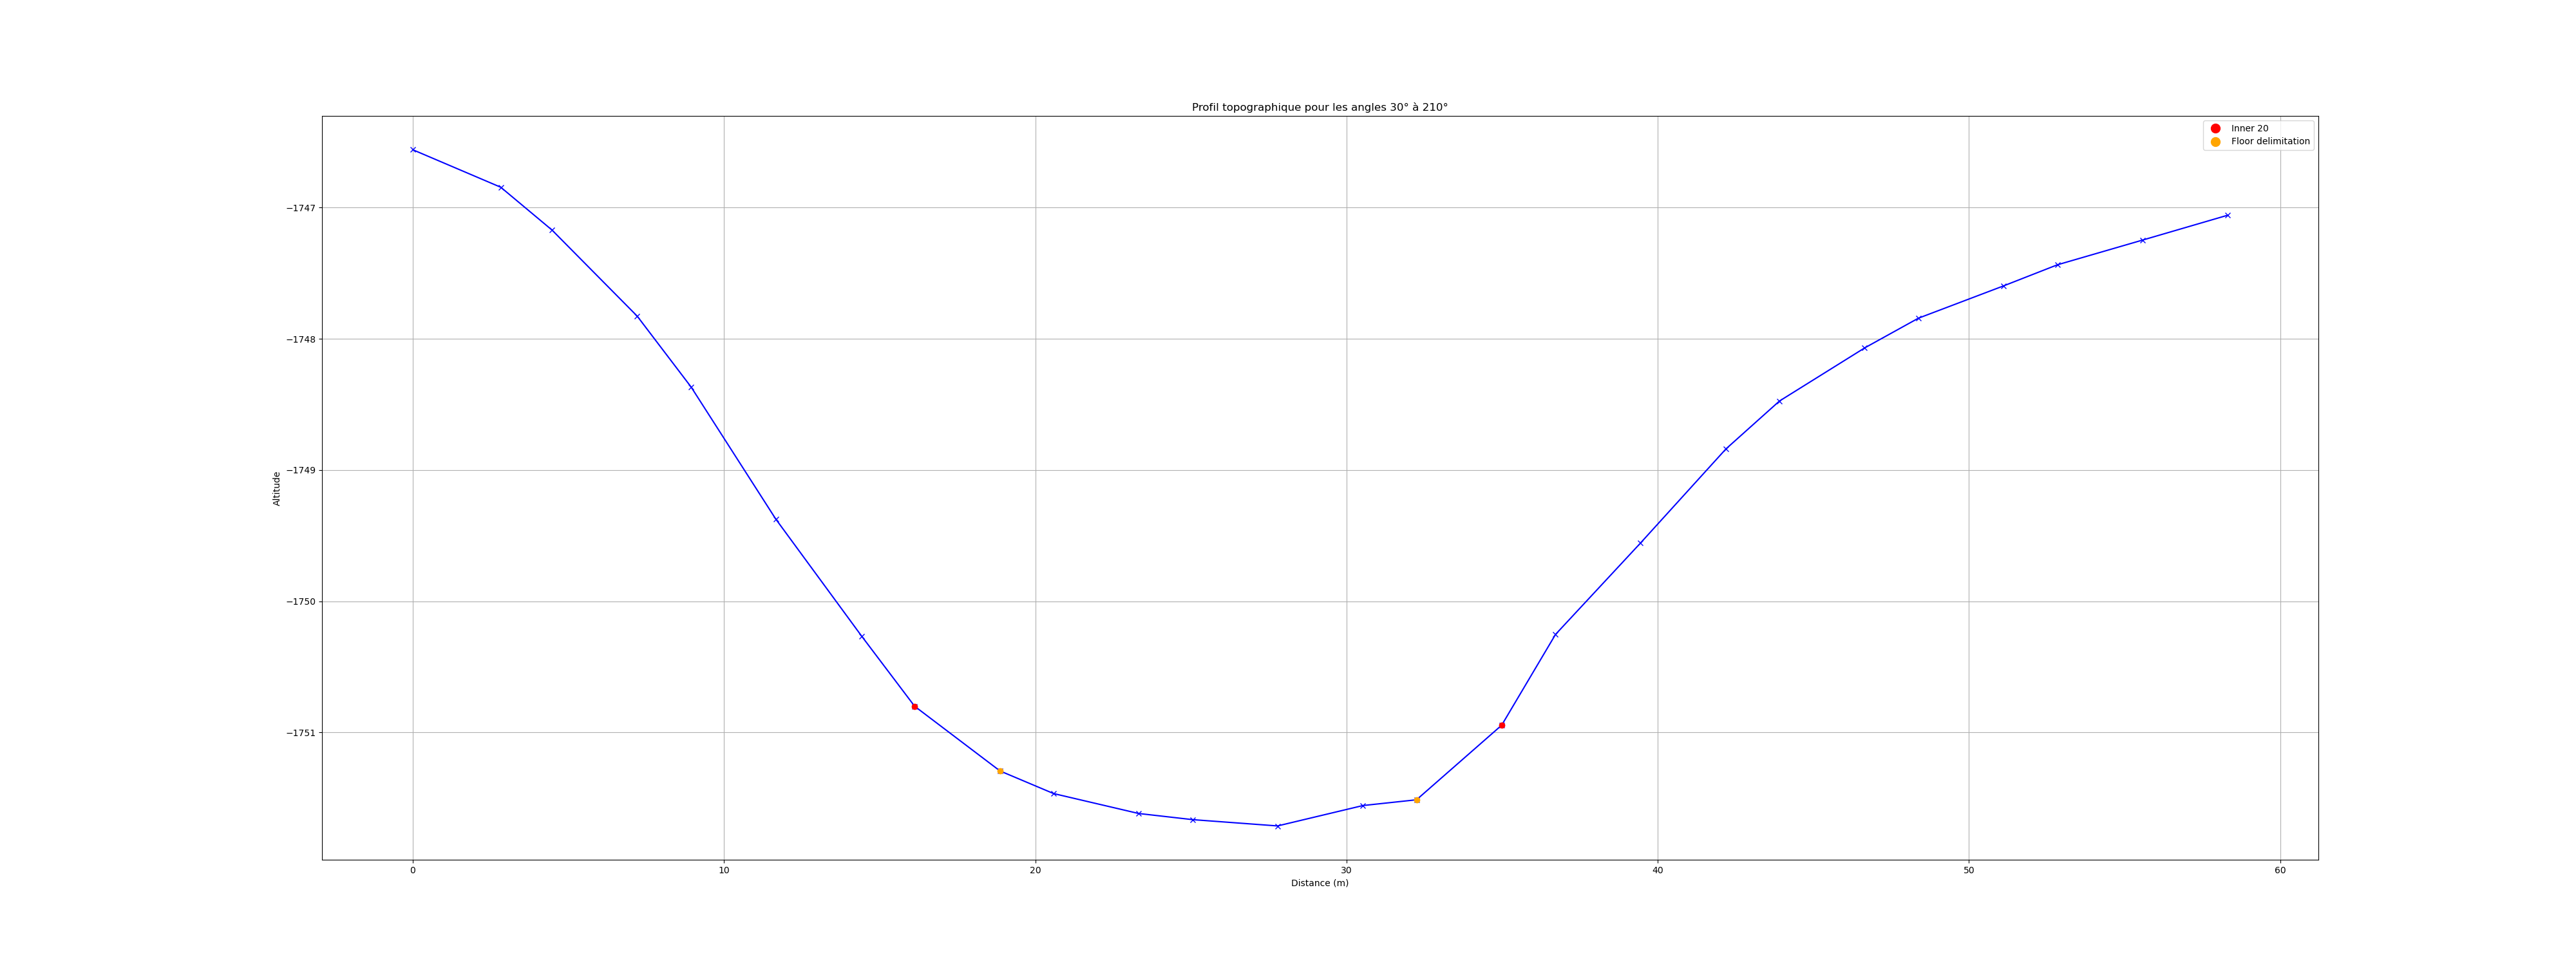 Profil topographique pour les angles 30° à 210°
Inner 20
Floor delimitation
−1747
−1748
−1749
−1750
−1751
Altitude
0 10 20 30 40 50 60
Distance (m)